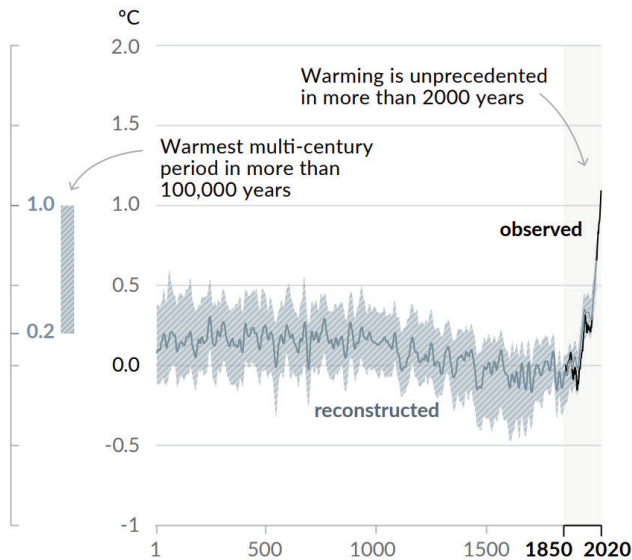 °C
2.0
Warming is unprecedented
in more than 2000 years
1.5
Warmest multi-century
period in more than
100,000 years
1.0
1.0
observed
0.5
0.2
0.0
reconstructed
-0.5
-1
1 500 1000 1500 1850 2020